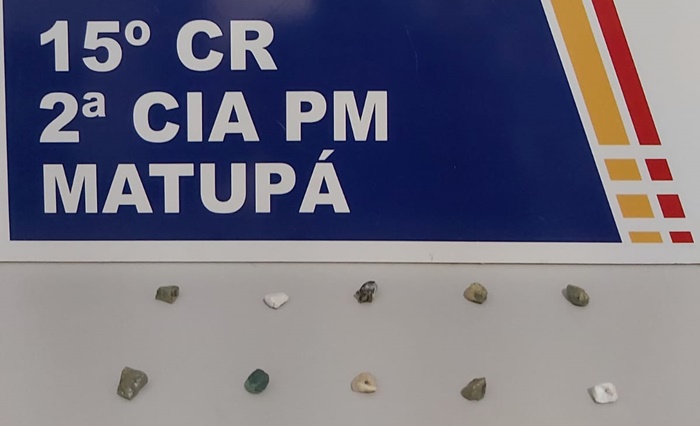 15º CR
2ª CIA PM
MATUPÁ